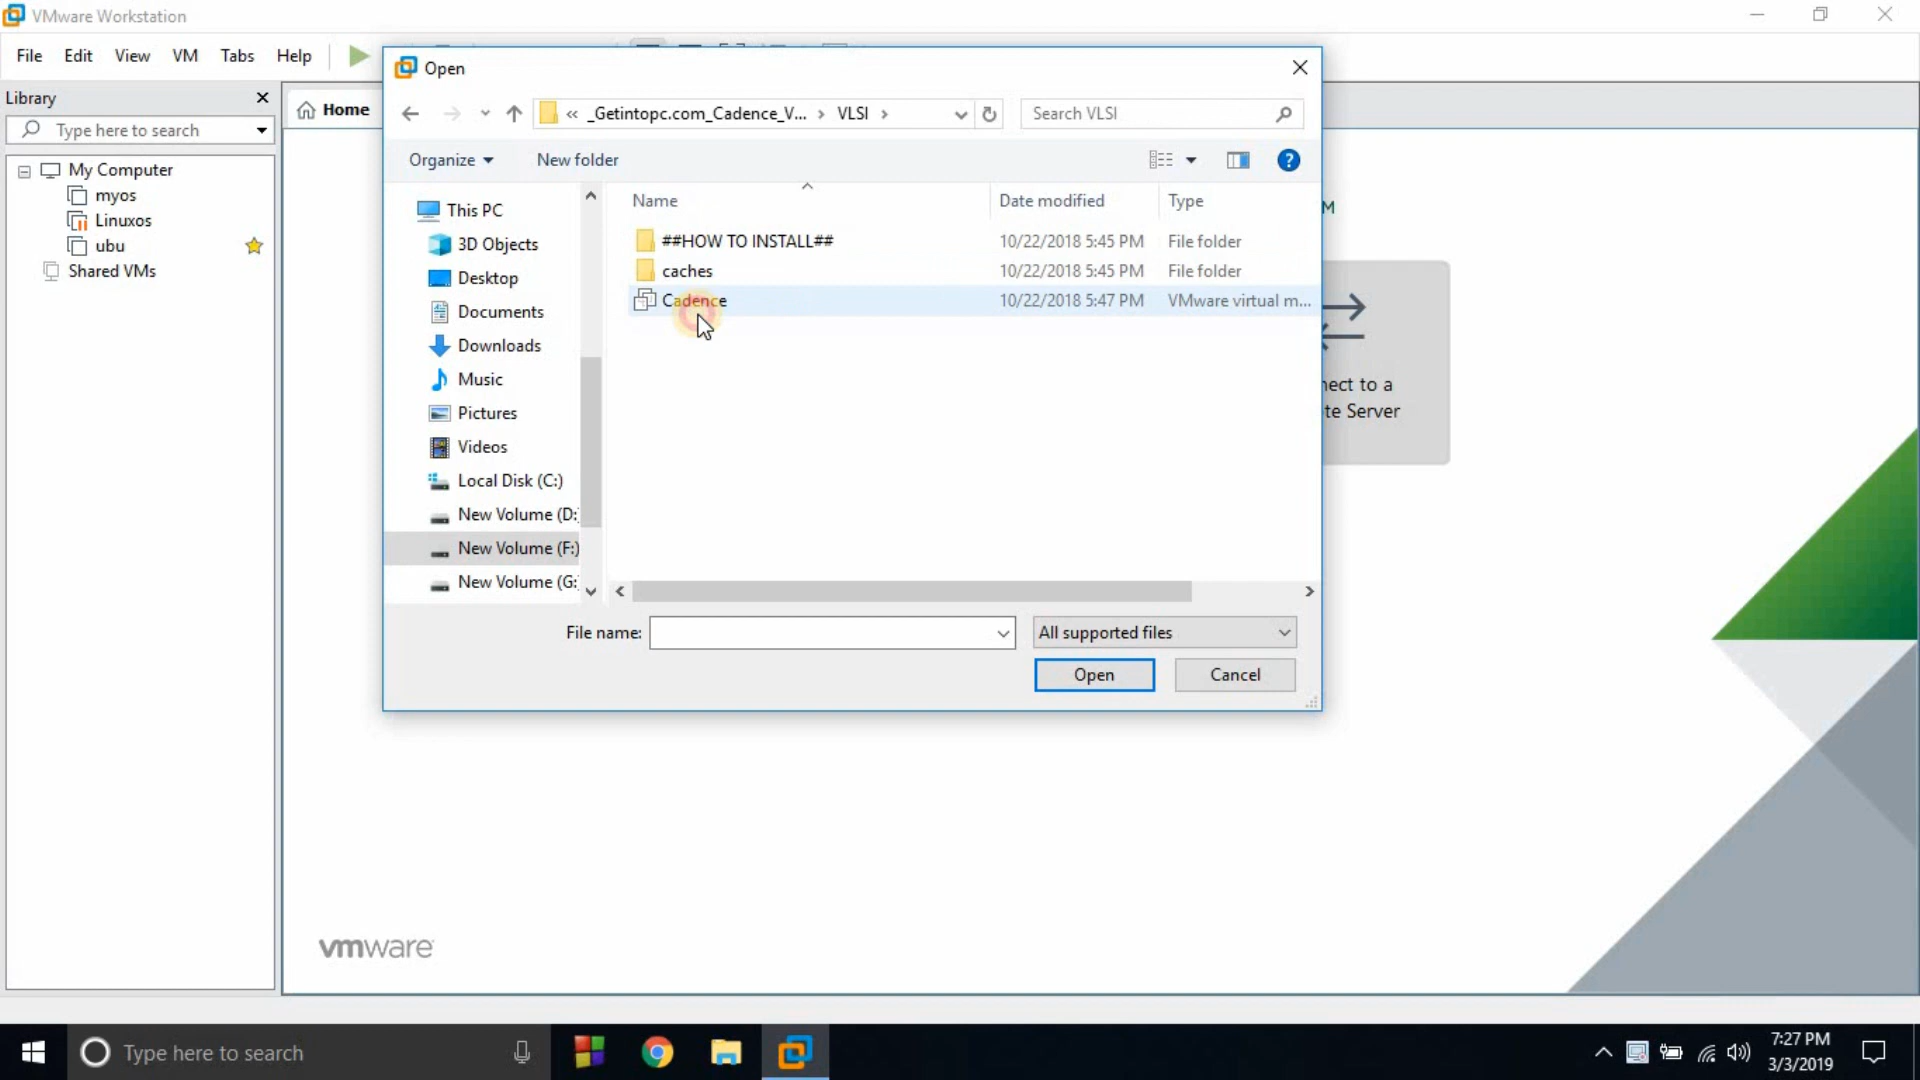 VMware Workstation
File Edit View VM Tabs Help
Library
Type here to search
My Computer
myos
Linuxos
ubu
Shared VMs
Home
Open
« _Getintopc.com_Cadence_V... › VLSI ›
Search VLSI
Organize New folder
This PC
3D Objects
Desktop
Documents
Downloads
Music
Pictures
Videos
Local Disk (C:)
New Volume (D:
New Volume (F:)
New Volume (G:
Name Date modified Type
##HOW TO INSTALL## 10/22/2018 5:45 PM File folder
caches 10/22/2018 5:45 PM File folder
Cadence 10/22/2018 5:47 PM VMware virtual m...
File name: All supported files
Open Cancel
M
nect to a
te Server
vmware
Type here to search
7:27 PM
3/3/2019